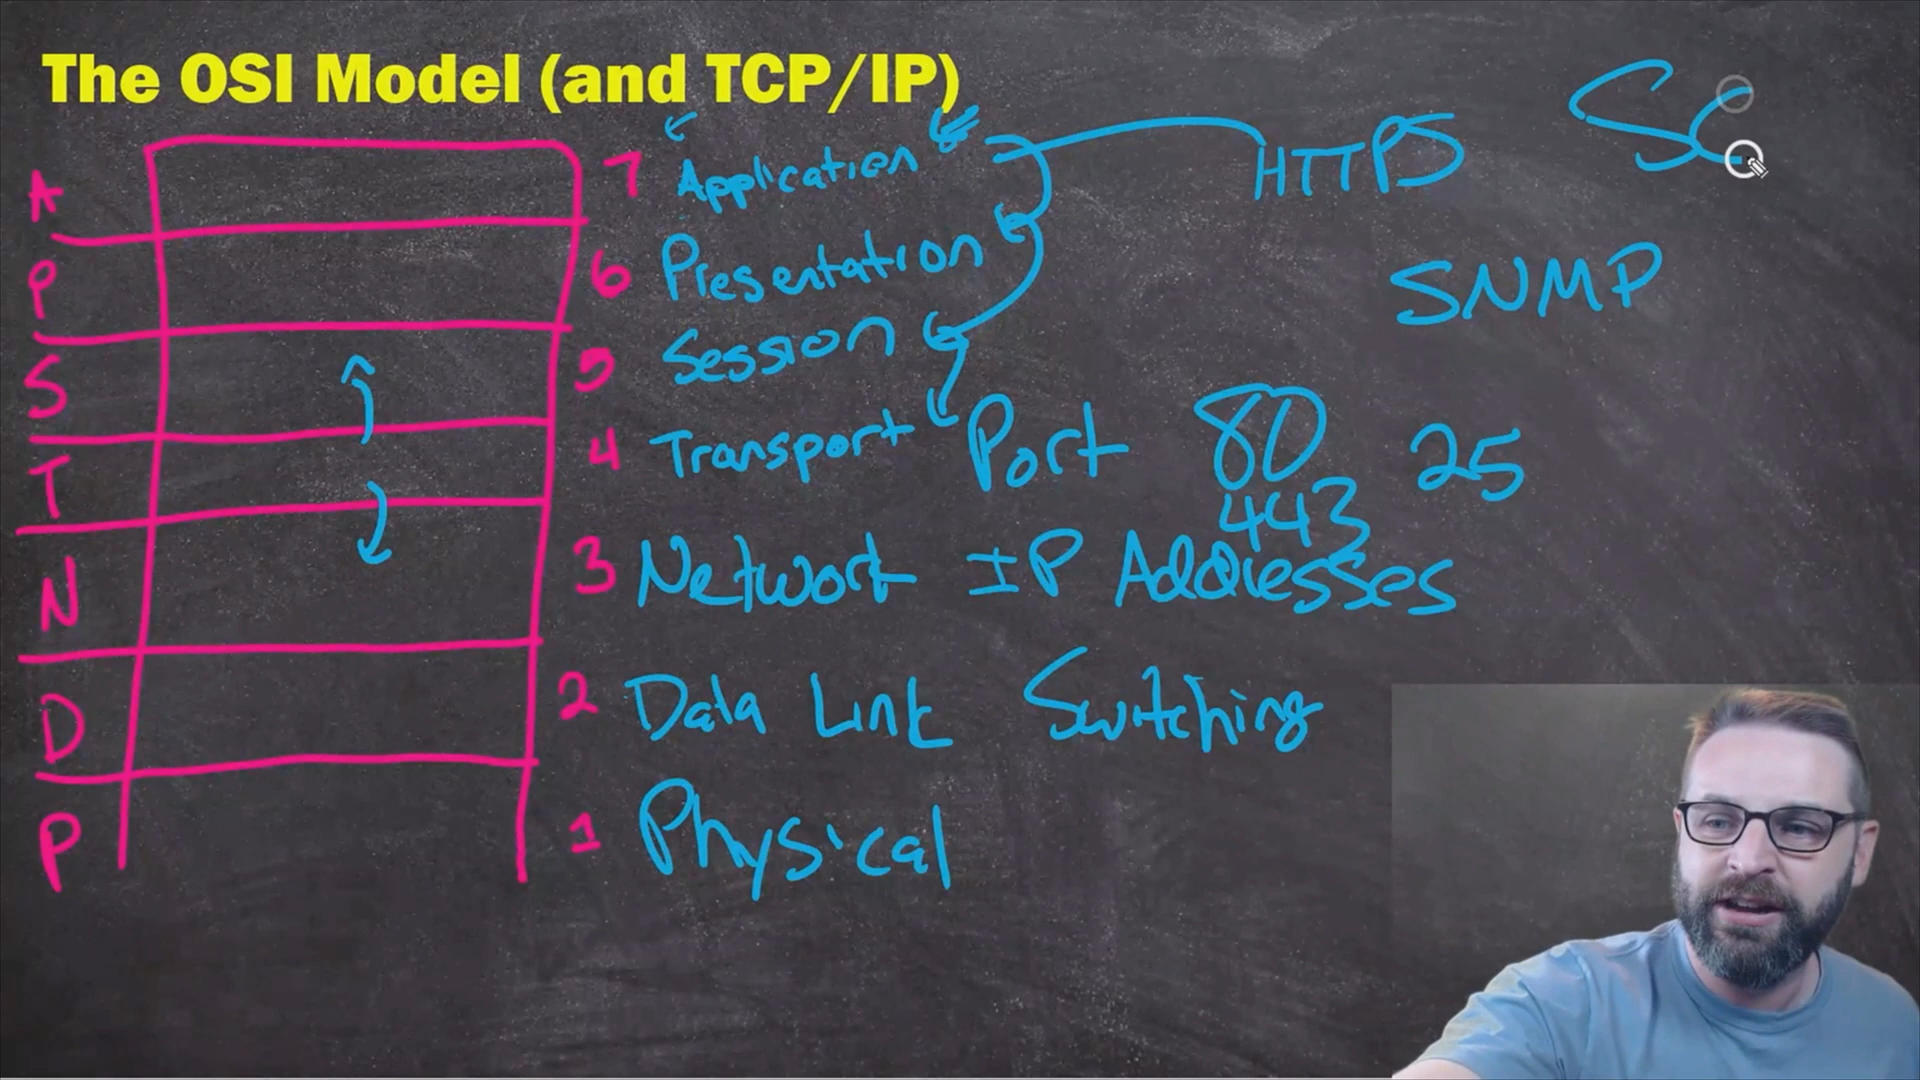 The OSI Model (and TCP/IP)
A 7 Application HTTPS SC
P 6 Presentation SNMP
S 5 Session
T 4 Transport Port 80 25
443
N 3 Network IP Addresses
D 2 Data Link Switching
P 1 Physical